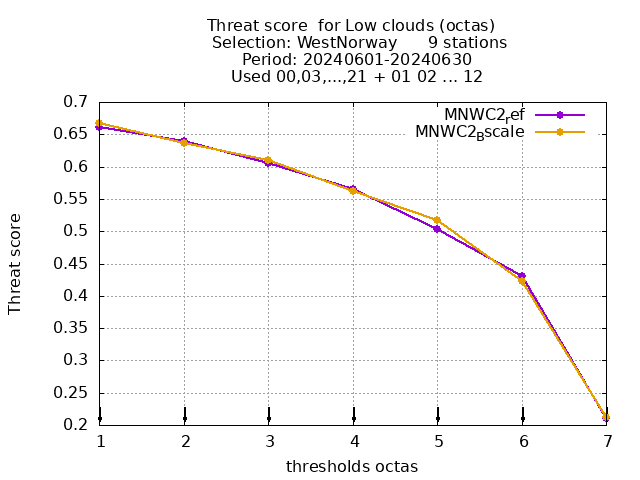 Threat score  for Low clouds (octas)
Selection: WestNorway      9 stations
Period: 20240601-20240630
Used 00,03,...,21 + 01 02 ... 12
MNWC2ref
MNWC2Bscale
0.7
0.65
0.6
0.55
0.5
0.45
0.4
0.35
0.3
0.25
0.2
Threat score
1 2 3 4 5 6 7
thresholds octas